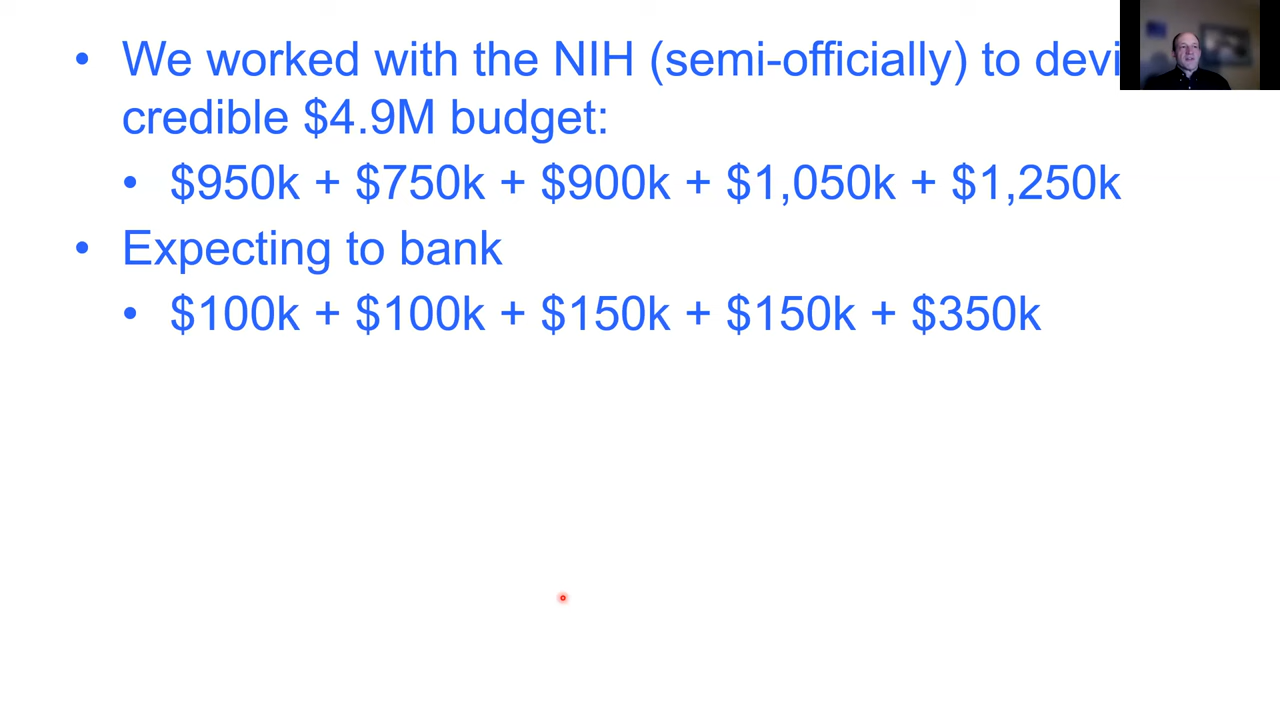 • We worked with the NIH (semi-officially) to
credible $4.9M budget:
• $950k + $750k + $900k + $1,050k + $1,250k
• Expecting to bank
• $100k + $100k + $150k + $150k + $350k